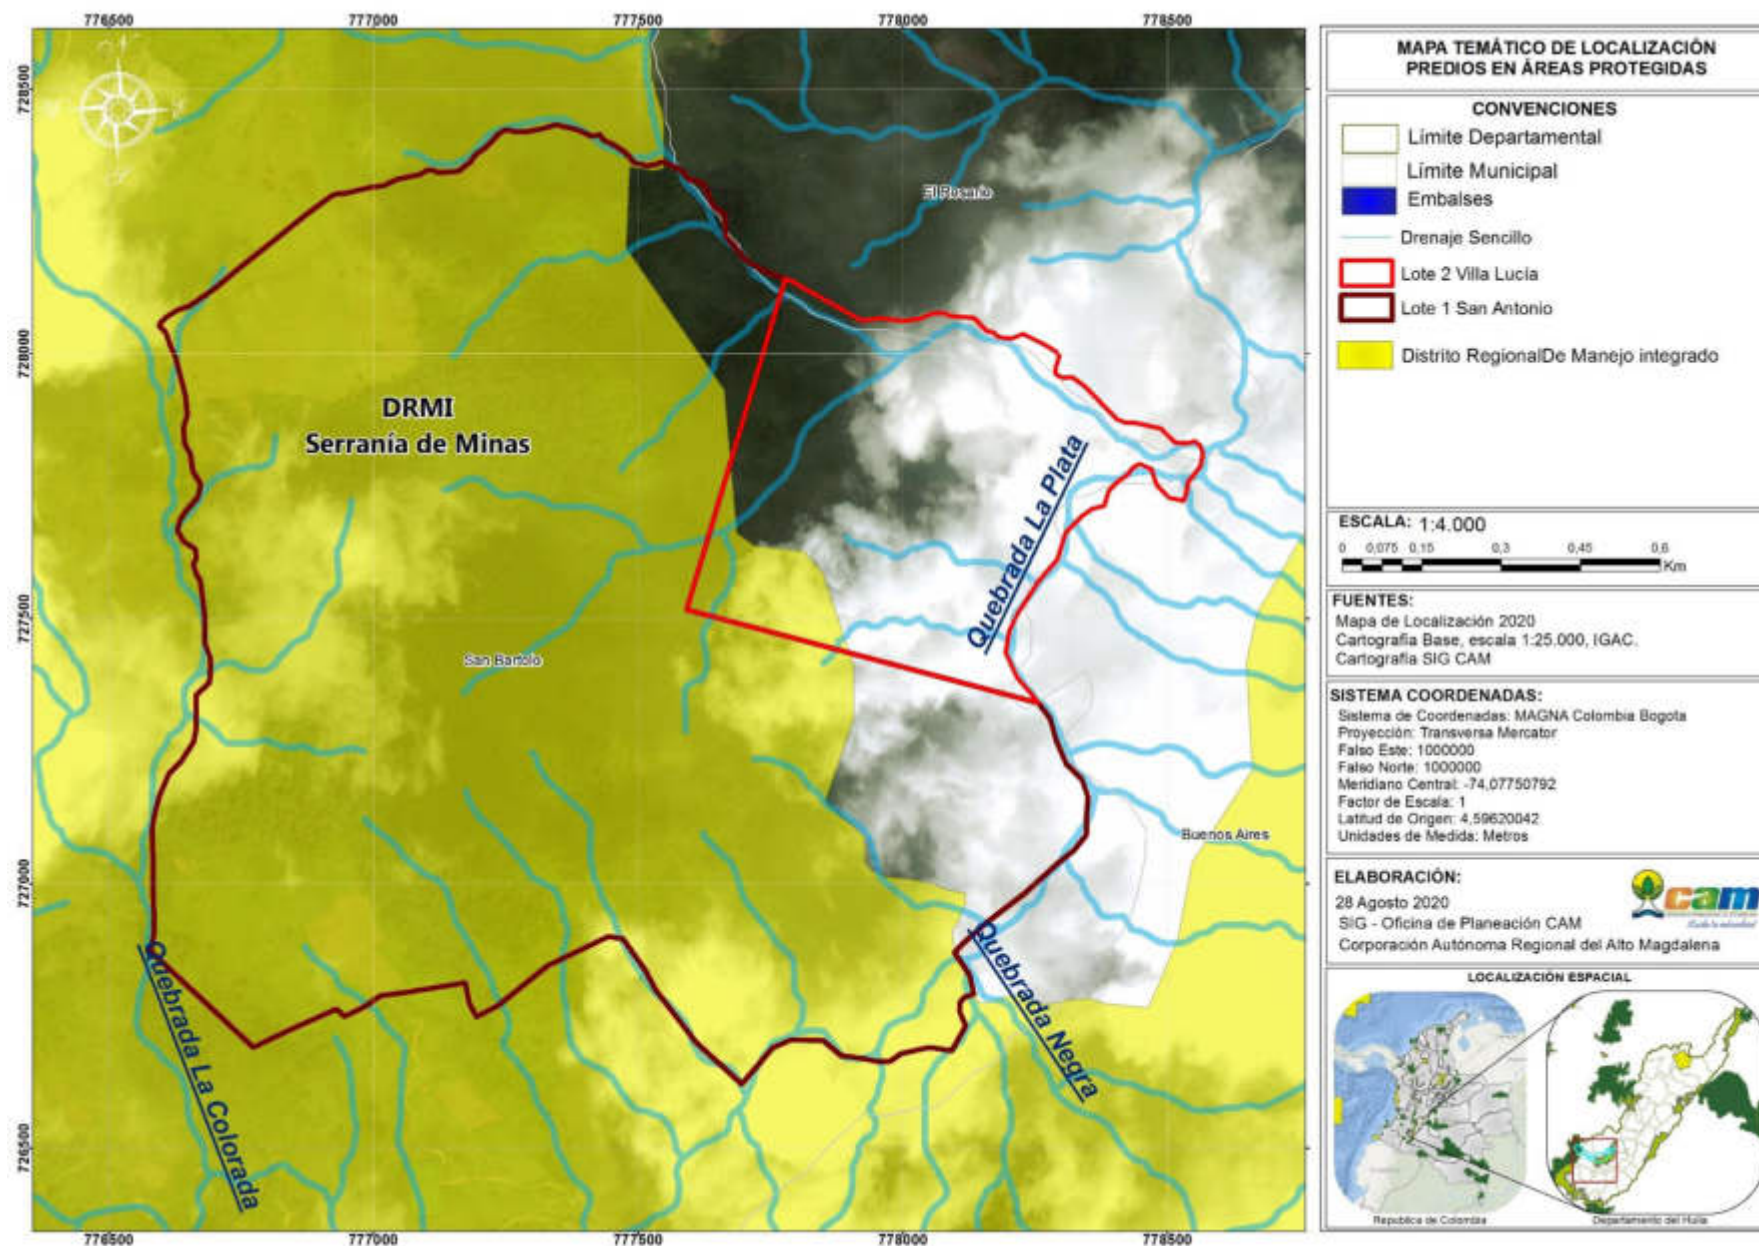 776500
777000
777500
778000
778500
728500
728000
727500
727000
726500
El Rosario
DRMI
Serranía de Minas
Quebrada La Plata
San Bartolo
Buenos Aires
Quebrada La Colorada
Quebrada Negra
776500
777000
777500
778000
778500
MAPA TEMÁTICO DE LOCALIZACIÓN
PREDIOS EN ÁREAS PROTEGIDAS
CONVENCIONES
Límite Departamental
Límite Municipal
Embalses
Drenaje Sencillo
Lote 2 Villa Lucía
Lote 1 San Antonio
Distrito RegionalDe Manejo integrado
ESCALA: 1:4.000
0 0,075 0,15 0,3 0,45 0,6
Km
FUENTES:
Mapa de Localización 2020
Cartografía Base, escala 1:25.000, IGAC.
Cartografía SIG CAM
SISTEMA COORDENADAS:
Sistema de Coordenadas: MAGNA Colombia Bogota
Proyección: Transversa Mercator
Falso Este: 1000000
Falso Norte: 1000000
Meridiano Central: -74,07750792
Factor de Escala: 1
Latitud de Origen: 4,59620042
Unidades de Medida: Metros
ELABORACIÓN:
28 Agosto 2020
SIG - Oficina de Planeación CAM
Corporación Autónoma Regional del Alto Magdalena
cam
LOCALIZACIÓN ESPACIAL
Republica de Colombia
Departamento del Huila